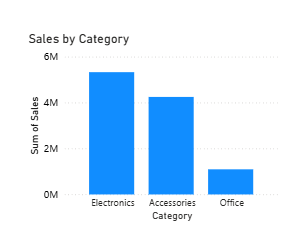 Sales by Category
6M
4M
2M
0M
Sum of Sales
Electronics Accessories Office
Category